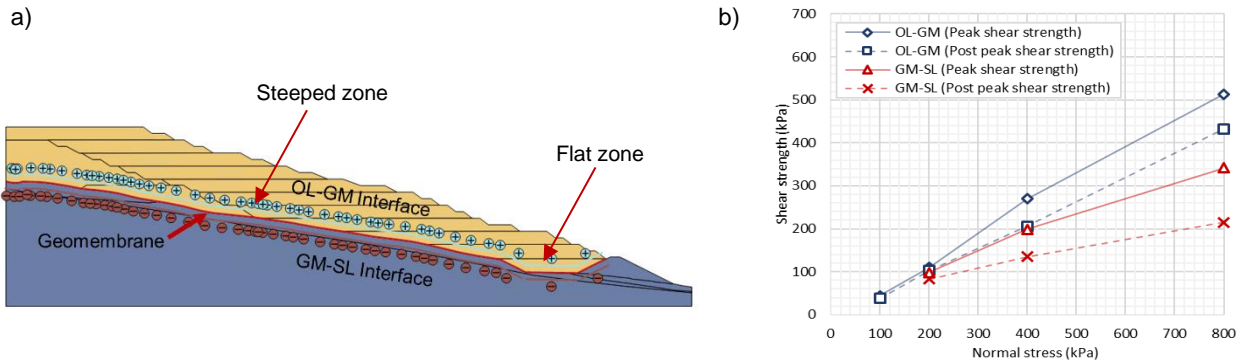 a)
Steeped zone
Flat zone
OL-GM Interface
Geomembrane
GM-SL Interface
b)
700
600
500
400
300
200
100
0
Shear strength (kPa)
OL-GM (Peak shear strength)
OL-GM (Post peak shear strength)
GM-SL (Peak shear strength)
GM-SL (Post peak shear strength)
0 100 200 300 400 500 600 700 800
Normal stress (kPa)